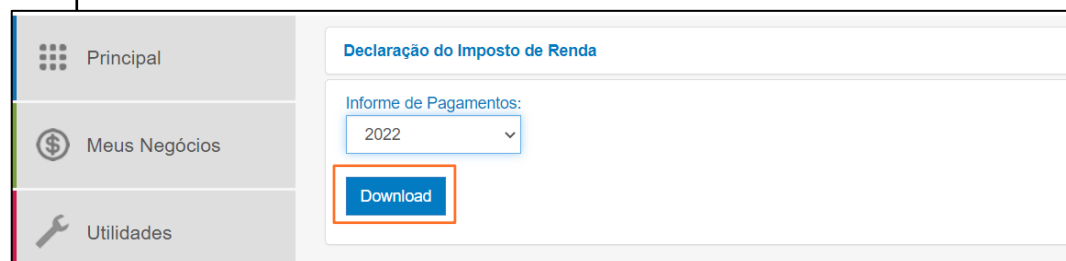 Principal
Meus Negócios
Utilidades
Declaração do Imposto de Renda
Informe de Pagamentos:
2022
Download